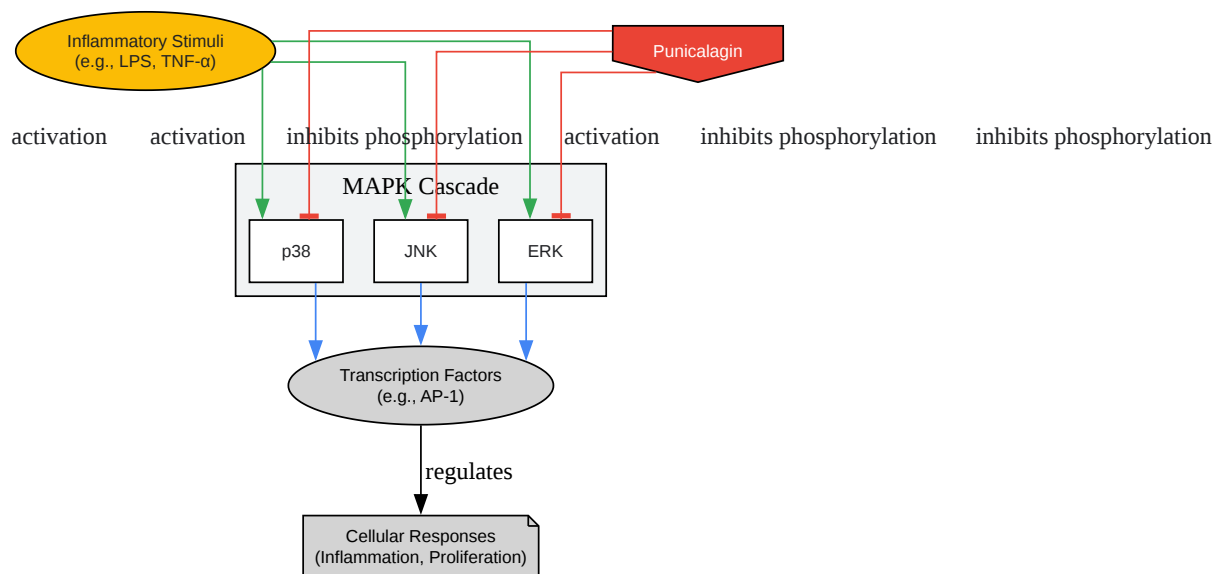 Inflammatory Stimuli
(e.g., LPS, TNF-α)
Punicalagin
activation
activation
inhibits phosphorylation
activation
inhibits phosphorylation
inhibits phosphorylation
MAPK Cascade
p38
JNK
ERK
Transcription Factors
(e.g., AP-1)
regulates
Cellular Responses
(Inflammation, Proliferation)